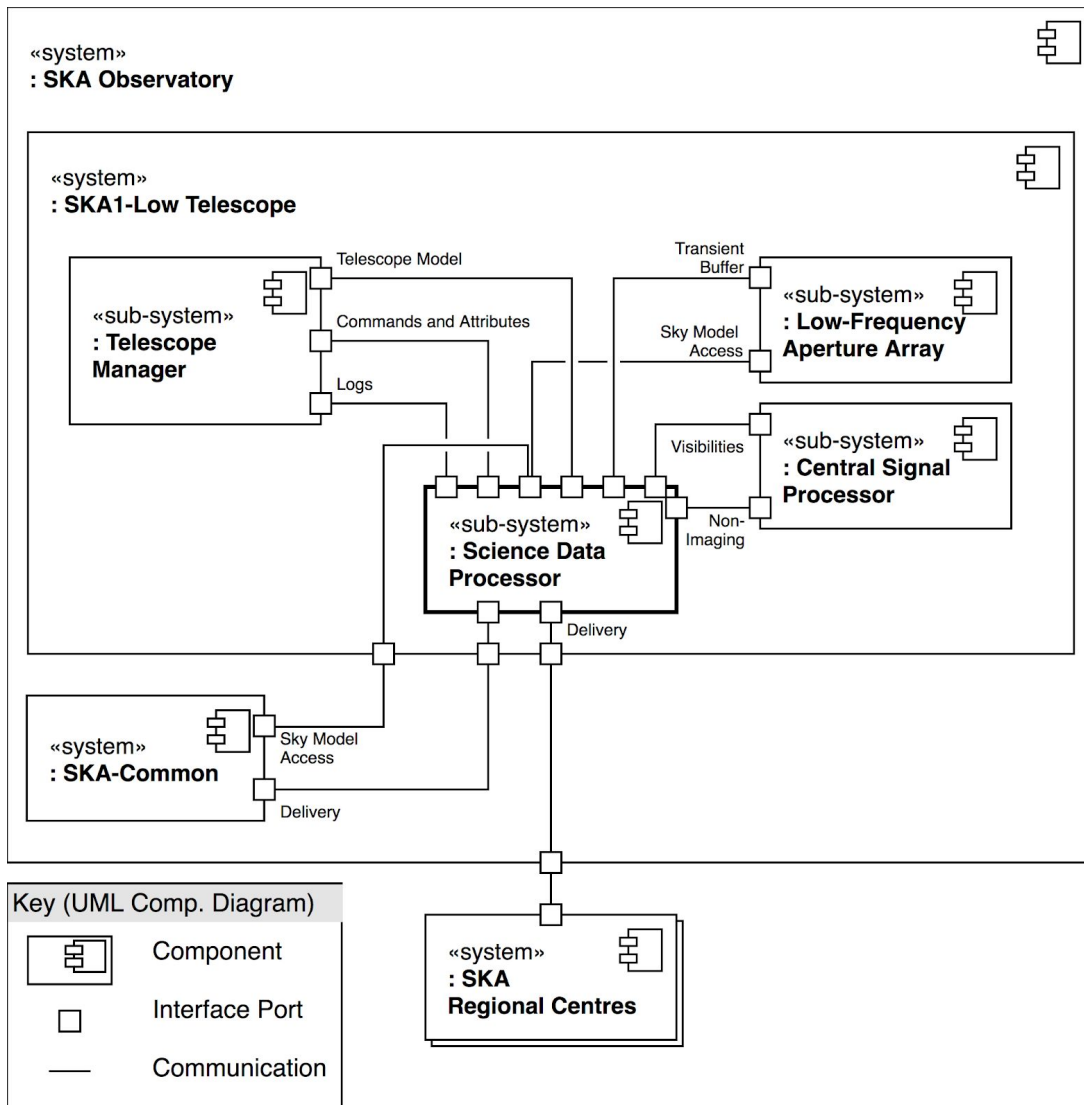 «system»
: SKA Observatory
«system»
: SKA1-Low Telescope
«sub-system»
: Telescope
Manager
Telescope Model
Commands and Attributes
Logs
Transient
Buffer
Sky Model
Access
«sub-system»
: Low-Frequency
Aperture Array
Visibilities
Non-
Imaging
«sub-system»
: Central Signal
Processor
«sub-system»
: Science Data
Processor
Delivery
«system»
: SKA-Common
Sky Model
Access
Delivery
Key (UML Comp. Diagram)
Component
Interface Port
Communication
«system»
: SKA
Regional Centres